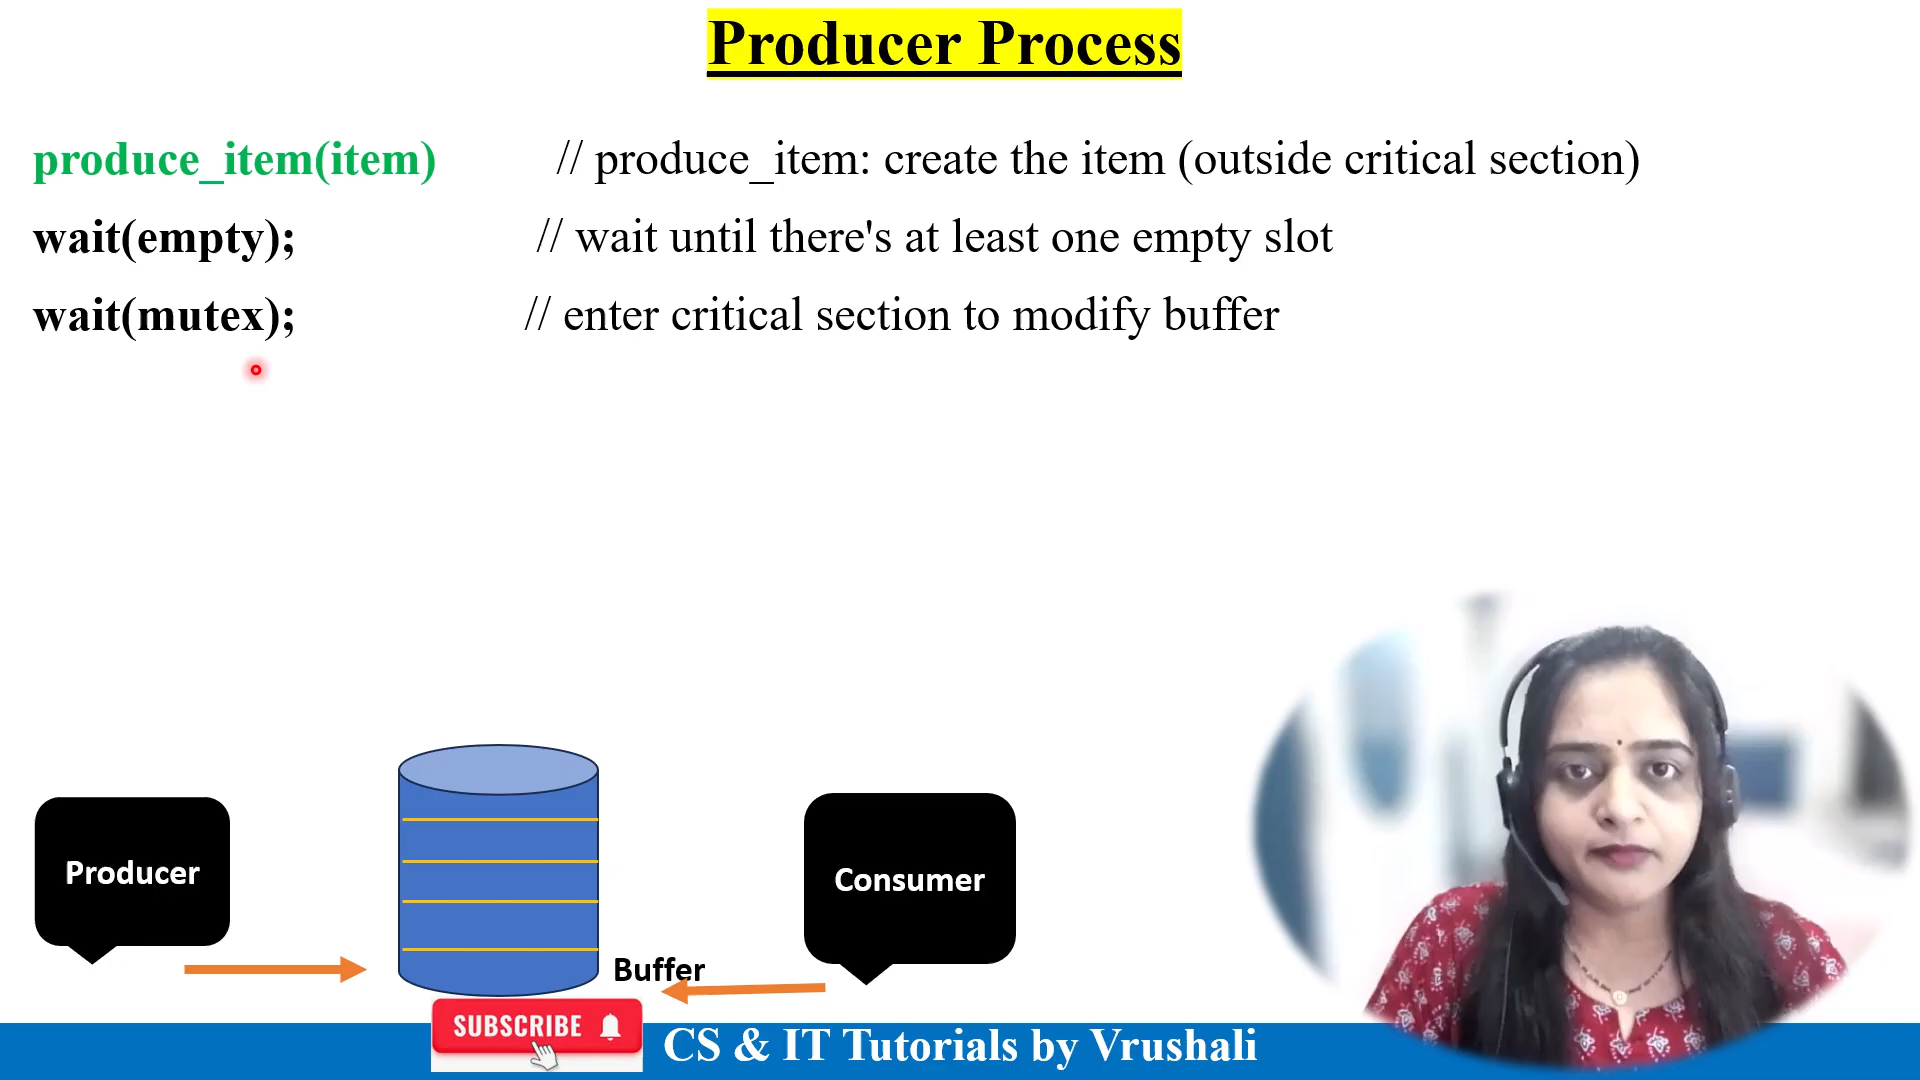 Producer Process
produce_item(item) // produce_item: create the item (outside critical section)
wait(empty); // wait until there's at least one empty slot
wait(mutex); // enter critical section to modify buffer
Producer
Consumer
Buffer
SUBSCRIBE
CS & IT Tutorials by Vrushali